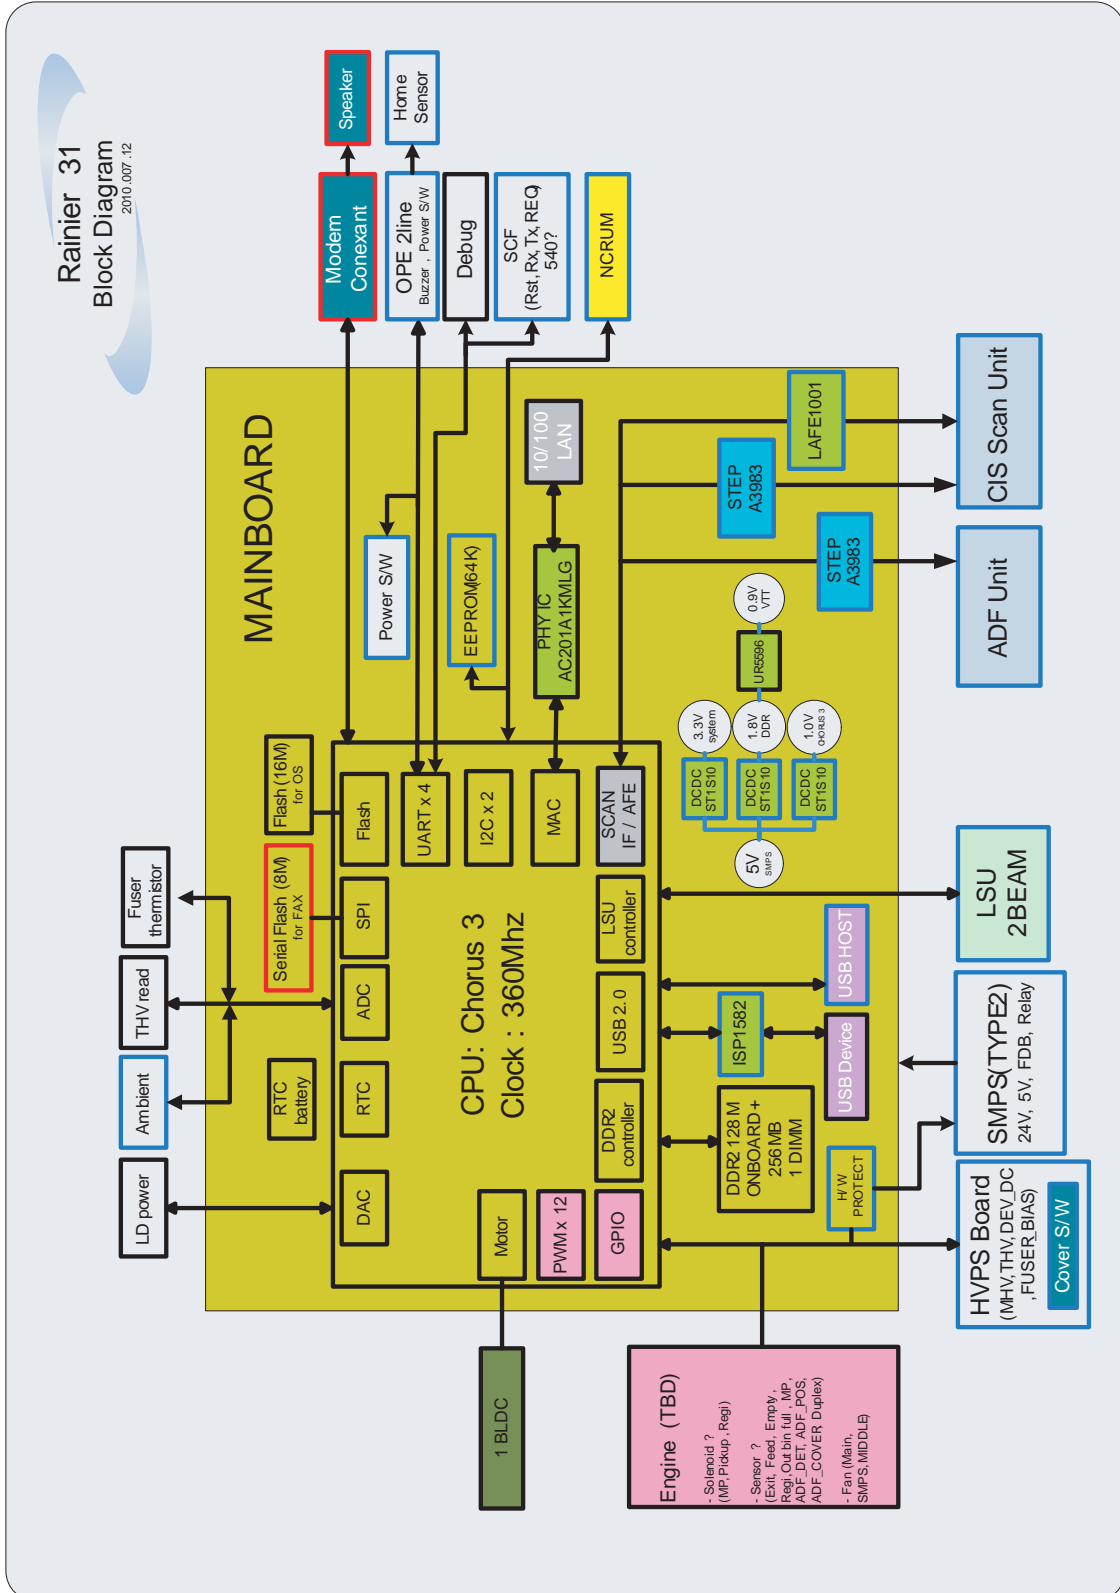 Rainier 31
Block Diagram
2010 .007 .12
MAINBOARD
Speaker
Modem
Conexant
Home
Sensor
OPE 2line
Buzzer , Power S/W
Debug
SCF
(Rst, Rx, Tx, REQ)
540?
NCRUM
Power S/W
EEPROM(64K)
10/100
LAN
PHY IC
AC201A1KMLG
LAFE1001
STEP
A3983
STEP
A3983
CIS Scan Unit
ADF Unit
Fuser
thermistor
THV read
Ambient
LD power
Flash (16M)
for OS
Serial Flash (8M)
for FAX
RTC
battery
Flash
SPI
ADC
RTC
DAC
UART x 4
I2C x 2
MAC
SCAN
IF / AFE
CPU: Chorus 3
Clock : 360Mhz
LSU
controller
USB 2. 0
DDR2
controller
Motor
PWM x 12
GPIO
0.9V
VTT
UR5596
3.3V
system
1.8V
DDR
1.0V
CHORUS 3
DCDC
ST1S10
DCDC
ST1S10
DCDC
ST1S10
5V
SMPS
ISP1582
USB HOST
USB Device
DDR2 128 M
ONBOARD +
256 MB
1 DIMM
H/W
PROTECT
LSU
2BEAM
SMPS(TYPE2)
24V, 5V, FDB, Relay
HVPS Board
(MHV,THV,DEV_DC
,FUSER_BIAS)
Cover S/W
1 BLDC
Engine (TBD)
- Solenoid ?
(MP, Pickup , Regi)
- Sensor ?
(Exit, Feed, Empty ,
Regi, Out bin full , MP,
ADF_DET, ADF_POS,
ADF_COVER, Duplex)
- Fan (Main,
SMPS, MIDDLE)